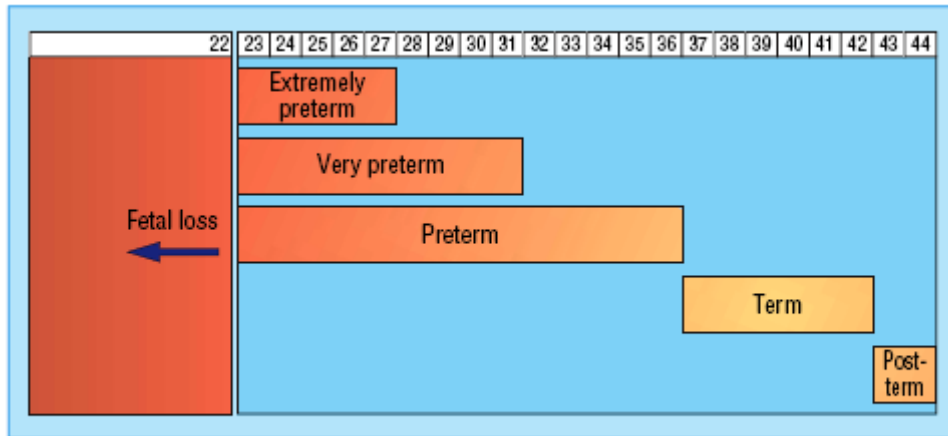 22 23 24 25 26 27 28 29 30 31 32 33 34 35 36 37 38 39 40 41 42 43 44
Extremely
preterm
Very preterm
Fetal loss
Preterm
Term
Post-
term